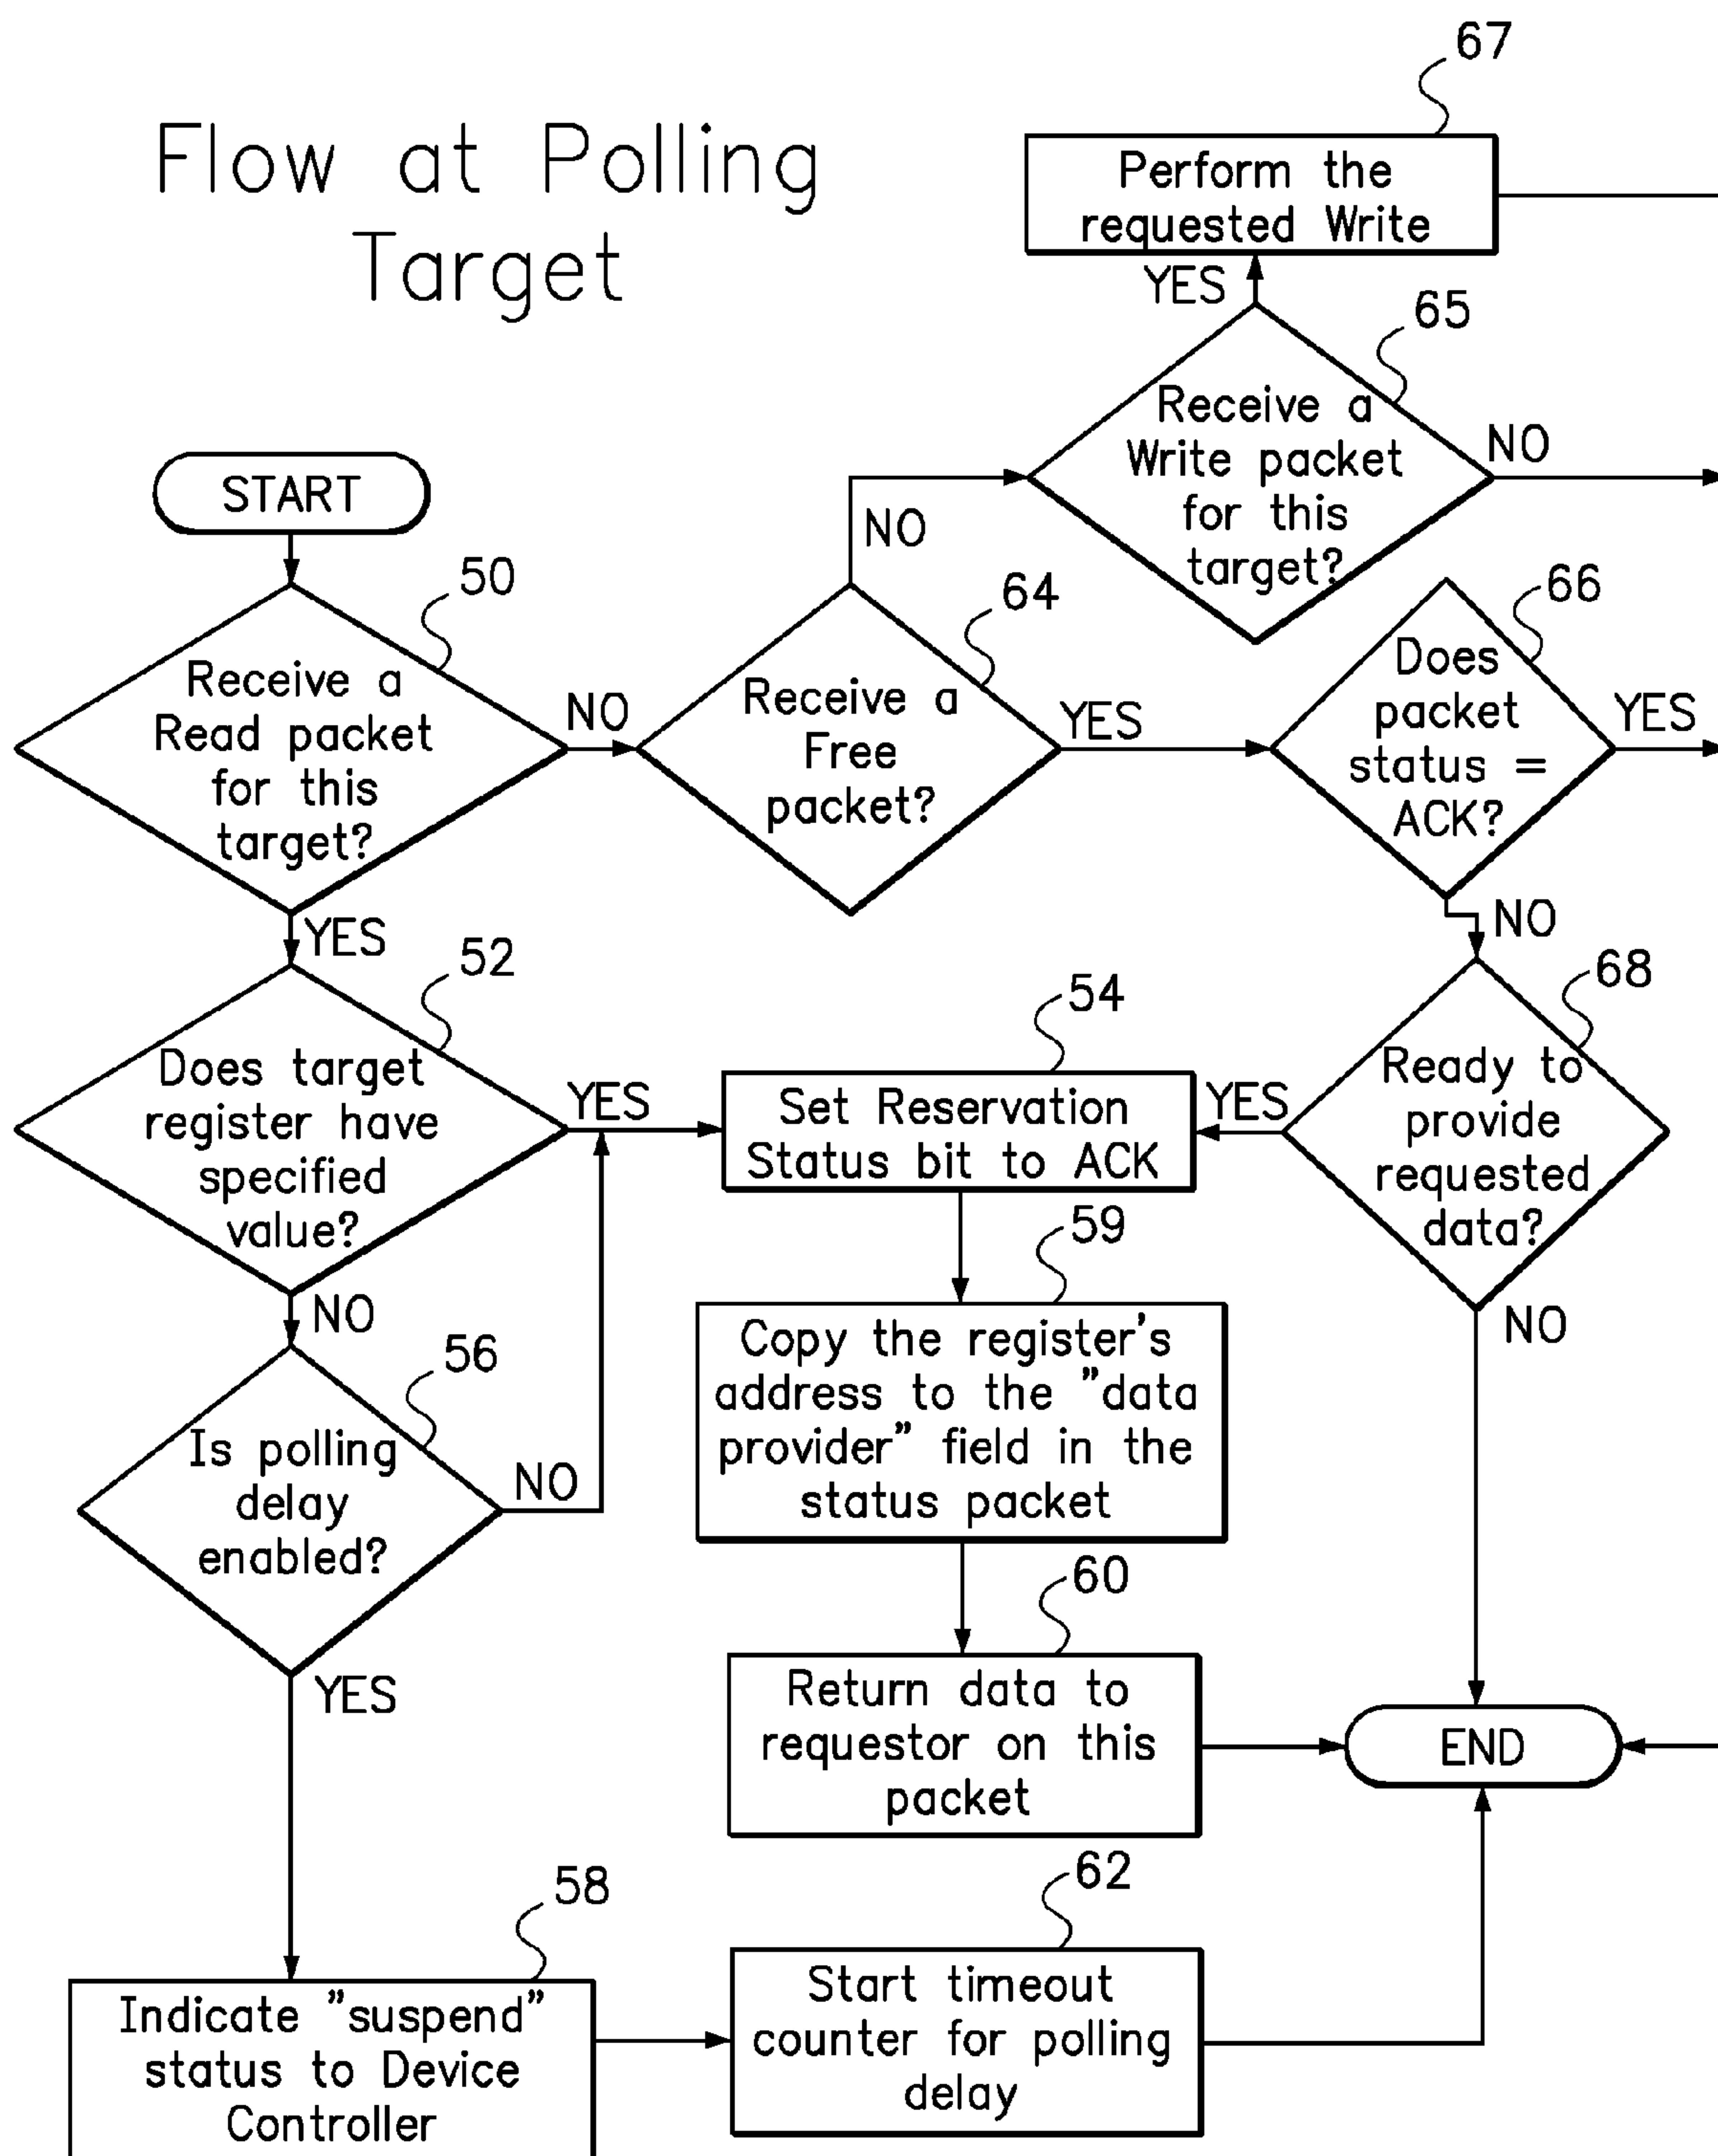 Flow at Polling
Target
67
Perform the
requested Write
YES
65
Receive a
Write packet
for this
target?
NO
START
50
Receive a
Read packet
for this
target?
NO
64
Receive a
Free
packet?
NO
YES
66
Does
packet
status =
ACK?
YES
NO
YES
52
Does target
register have
specified
value?
YES
54
Set Reservation
Status bit to ACK
YES
68
Ready to
provide
requested
data?
NO
NO
56
Is polling
delay
enabled?
NO
YES
59
Copy the register's
address to the "data
provider" field in the
status packet
60
Return data to
requestor on this
packet
END
58
Indicate "suspend"
status to Device
Controller
62
Start timeout
counter for polling
delay